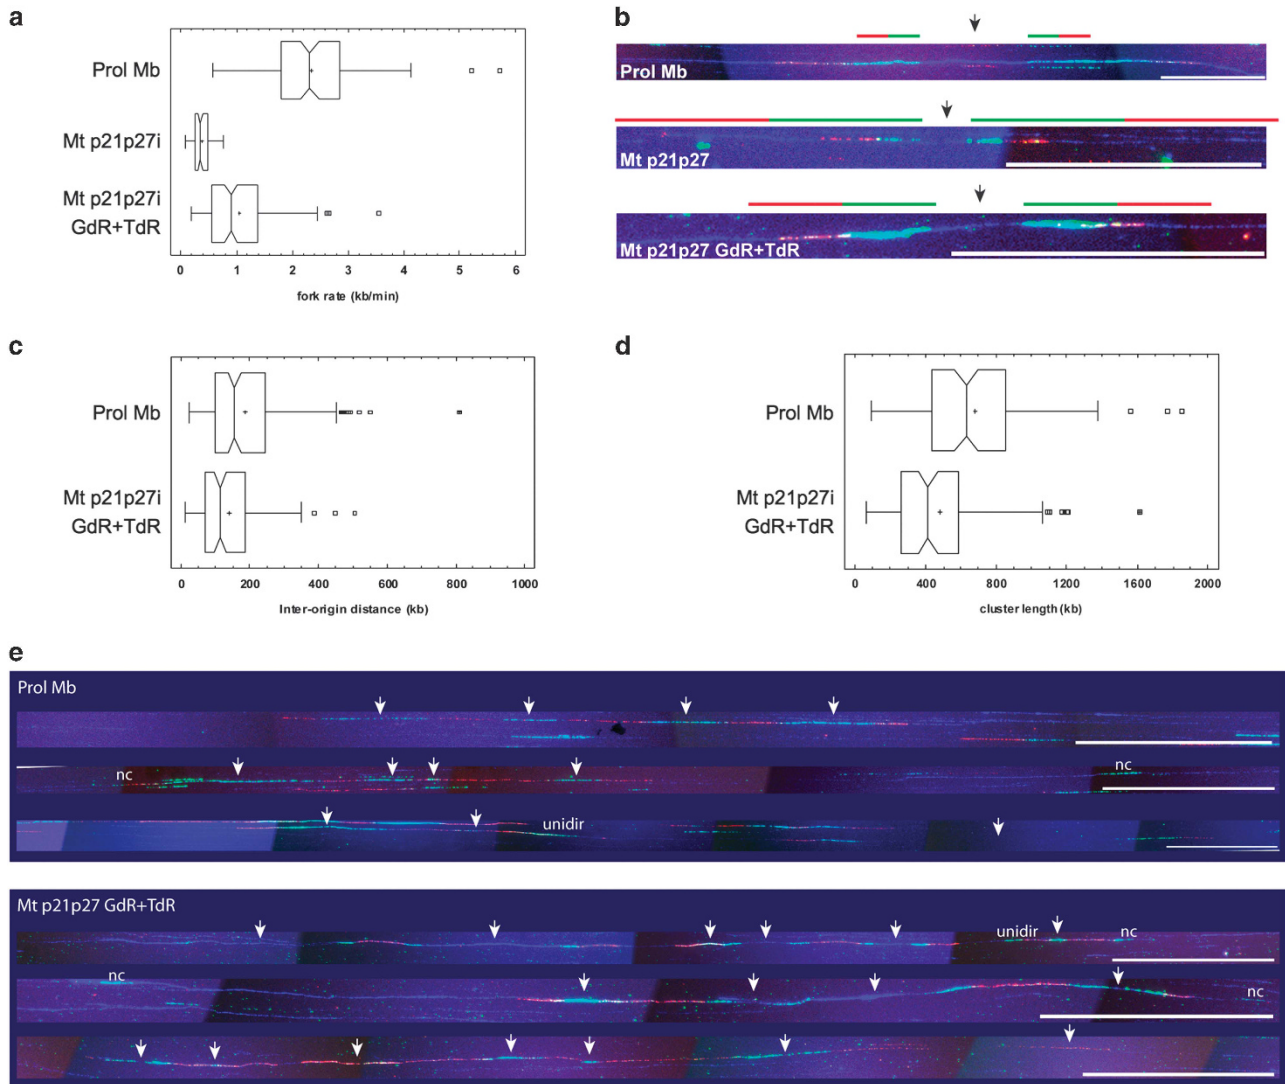 a
Prol Mb
Mt p21p27i
Mt p21p27i
GdR+TdR
0 1 2 3 4 5 6
fork rate (kb/min)
b
Prol Mb
Mt p21p27
Mt p21p27 GdR+TdR
c
Prol Mb
Mt p21p27i
GdR+TdR
0 200 400 600 800 1000
Inter-origin distance (kb)
d
Prol Mb
Mt p21p27i
GdR+TdR
0 400 800 1200 1600 2000
cluster length (kb)
e
Prol Mb
nc
nc
unidir
Mt p21p27 GdR+TdR
unidir nc
nc
nc